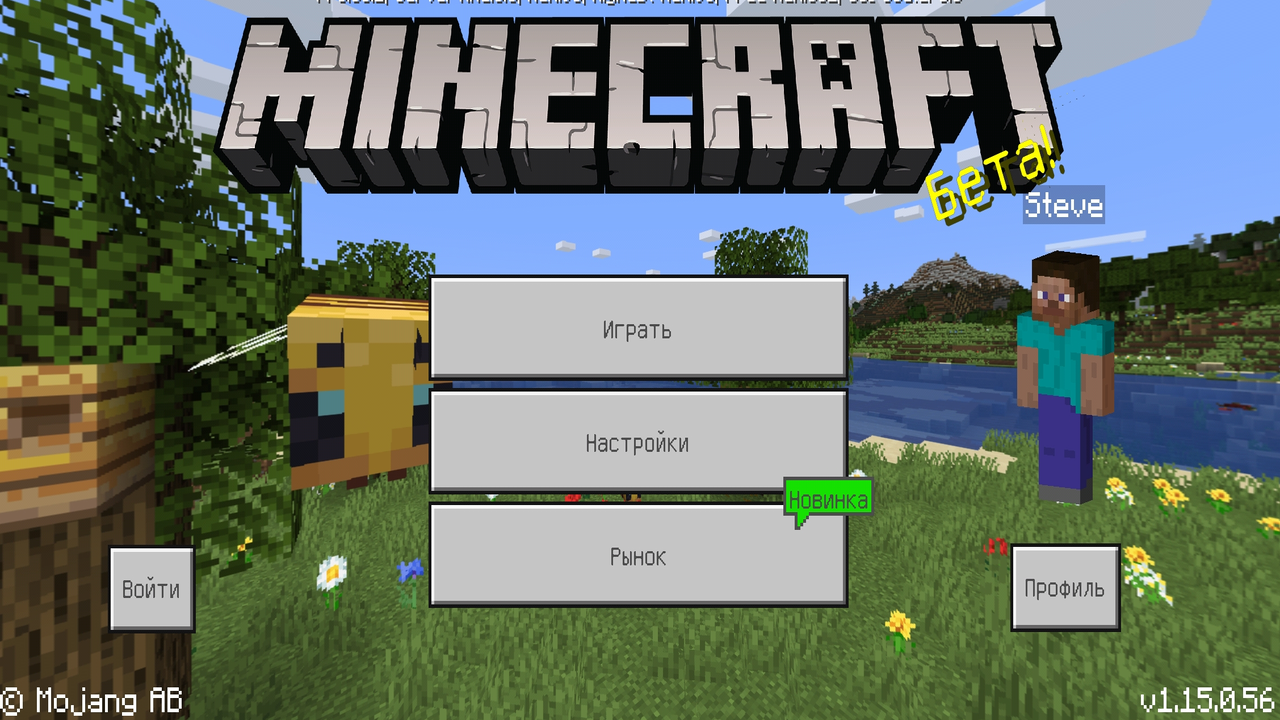 MINECRAFT
Бета!
Steve
Играть
Настройки
Новинка
Рынок
Войти
Профиль
© Mojang AB
v1.15.0.56